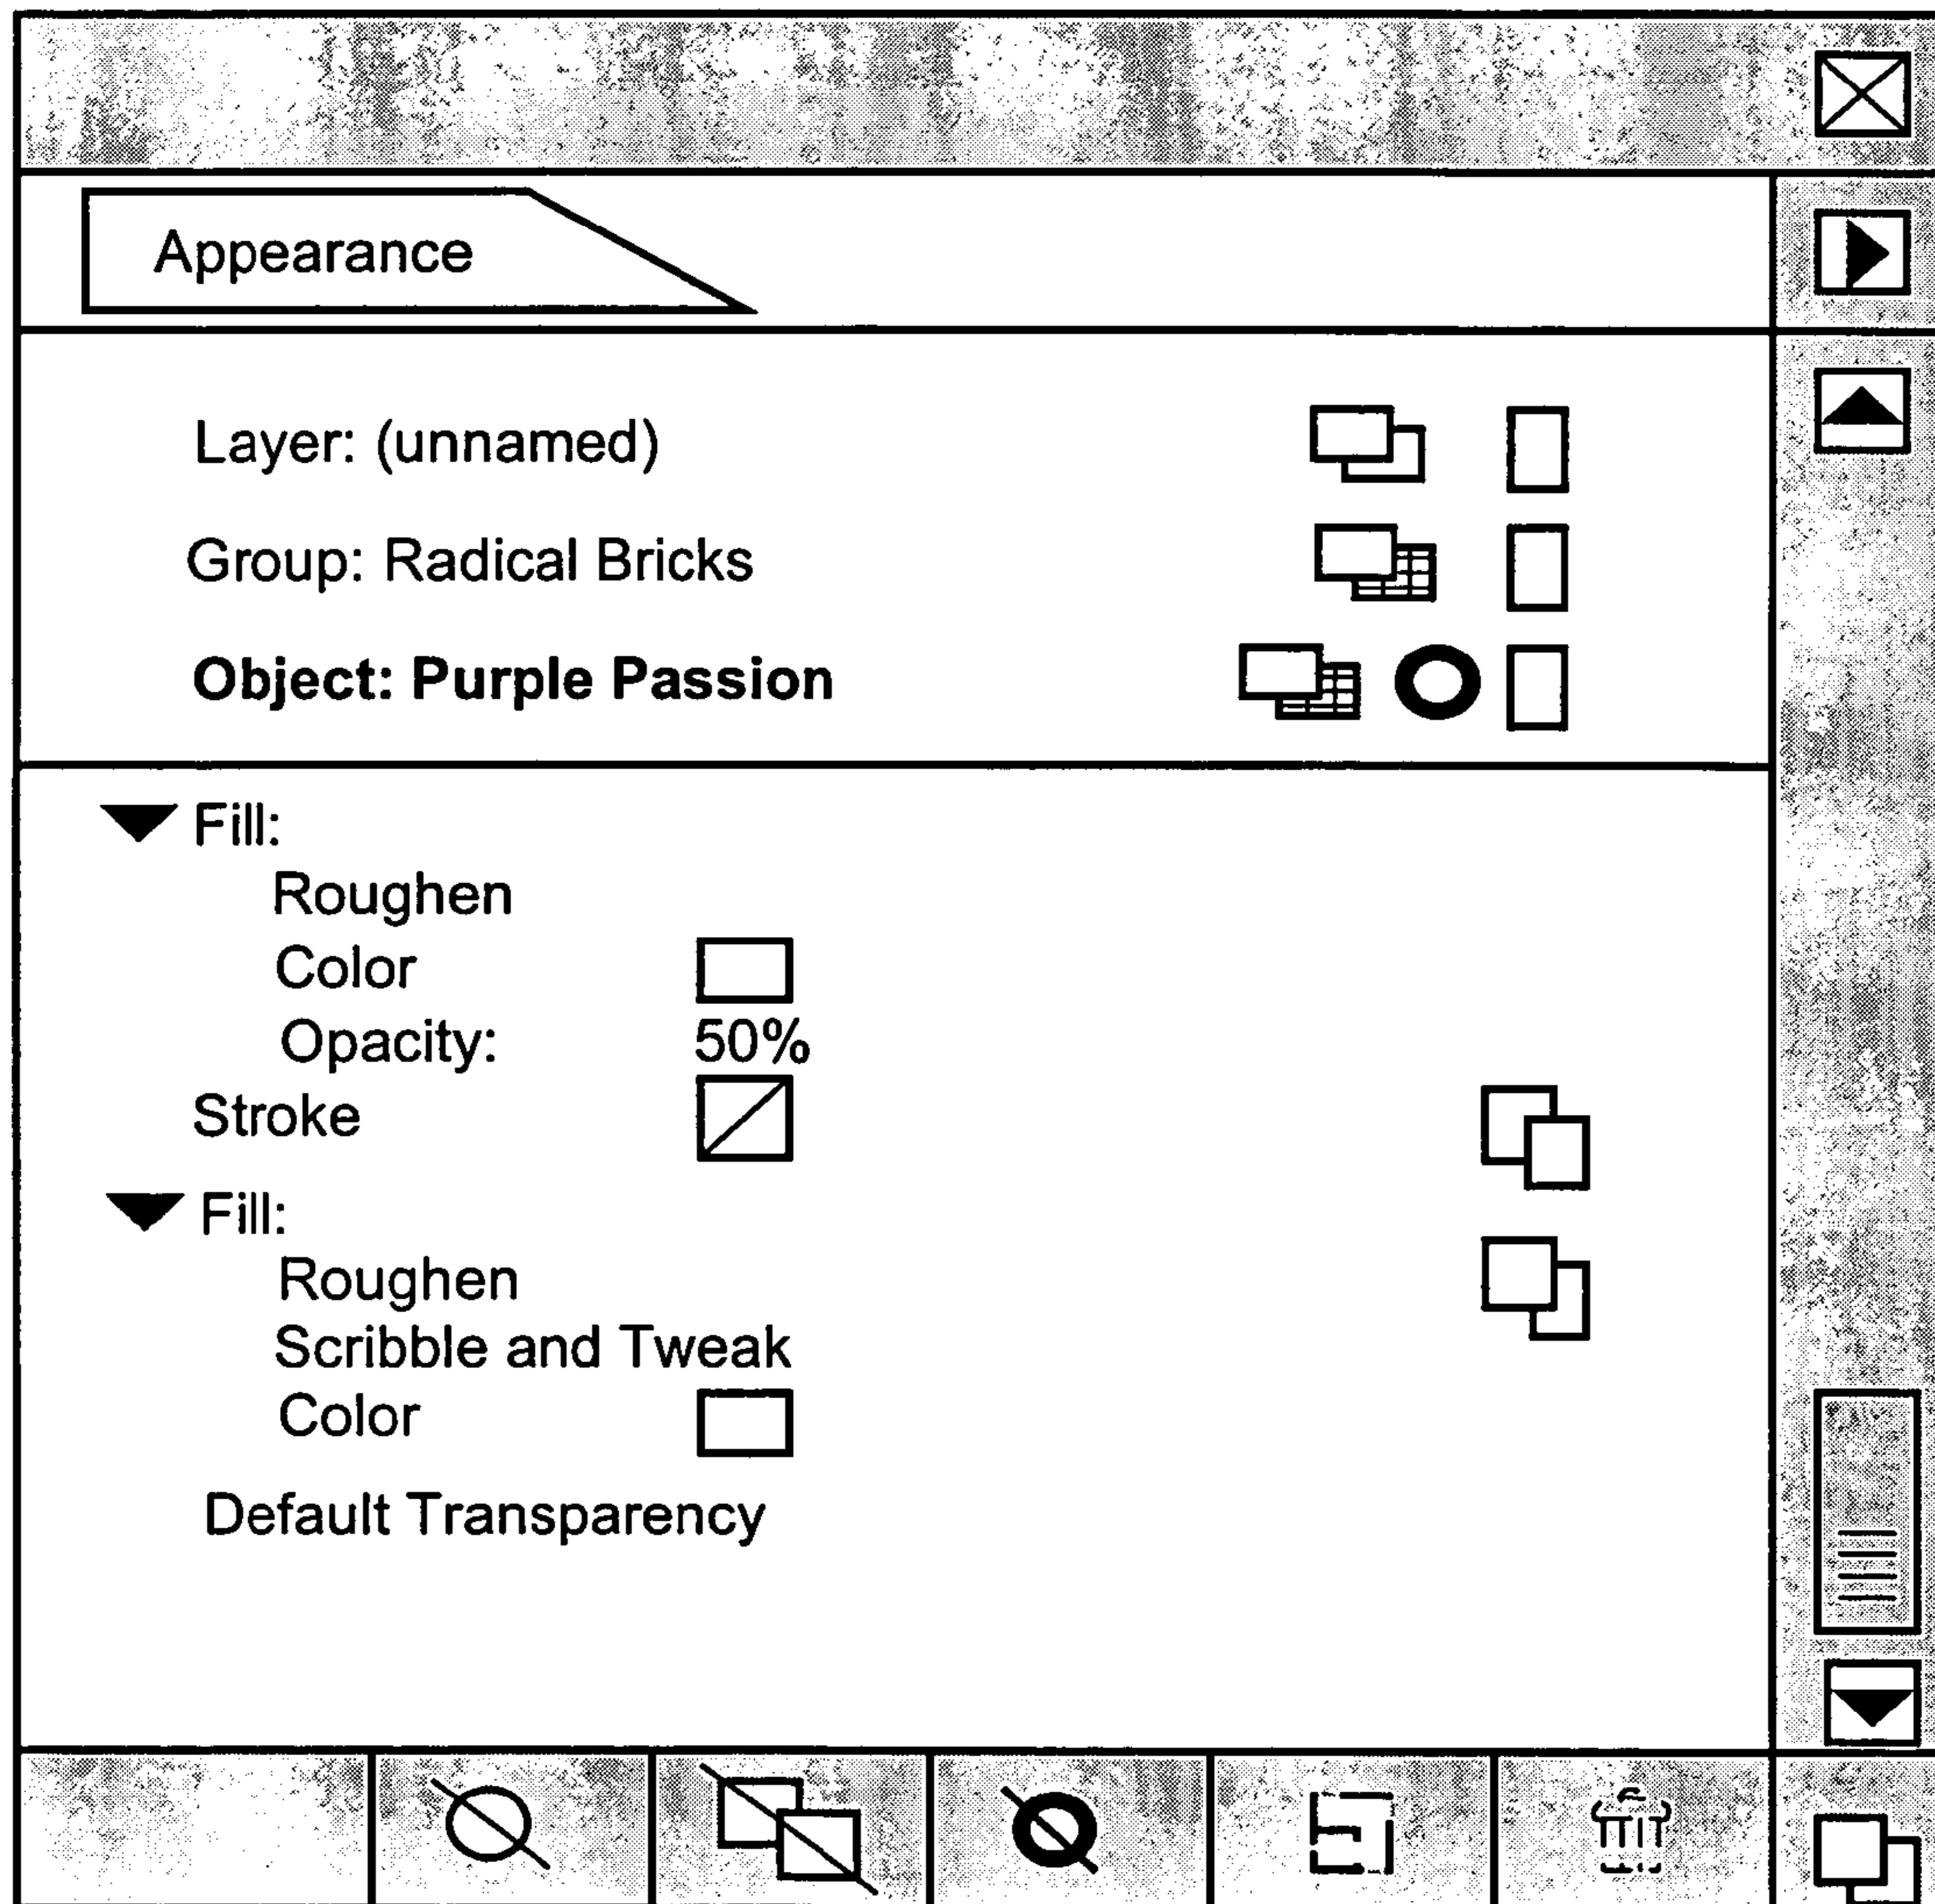 Appearance
Layer: (unnamed)
Group: Radical Bricks
Object: Purple Passion
Fill:
Roughen
Color
Opacity: 50%
Stroke
Fill:
Roughen
Scribble and Tweak
Color
Default Transparency